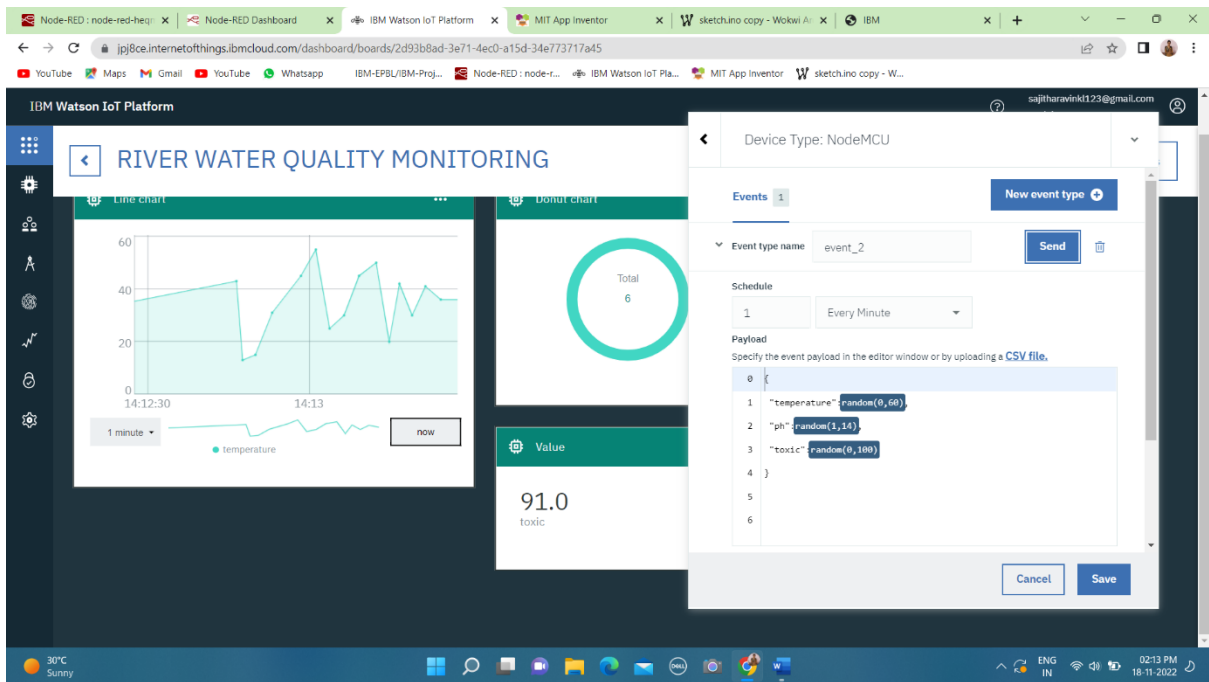 Node-RED : node-red-heqn
Node-RED Dashboard
IBM Watson IoT Platform
MIT App Inventor
sketch.ino copy - Wokwi Ar
IBM
jpj8ce.internetofthings.ibmcloud.com/dashboard/boards/2d93b8ad-3e71-4ec0-a15d-34e773717a45
YouTube
Maps
Gmail
YouTube
Whatsapp
IBM-EPBL/IBM-Proj...
Node-RED : node-r...
IBM Watson IoT Pla...
MIT App Inventor
sketch.ino copy - W...
IBM Watson IoT Platform
sajitharavinkl123@gmail.com
RIVER WATER QUALITY MONITORING
Line chart
60
40
20
0
14:12:30
14:13
1 minute
now
temperature
Donut chart
Total
6
Value
91.0
toxic
Device Type: NodeMCU
Events 1
New event type
Event type name
event_2
Send
Schedule
1
Every Minute
Payload
Specify the event payload in the editor window or by uploading a CSV file.
0 {
1 "temperature":random(0,60),
2 "ph":random(1,14),
3 "toxic":random(0,100)
4 }
5
6
Cancel
Save
30°C
Sunny
DELL
ENG
IN
02:13 PM
18-11-2022